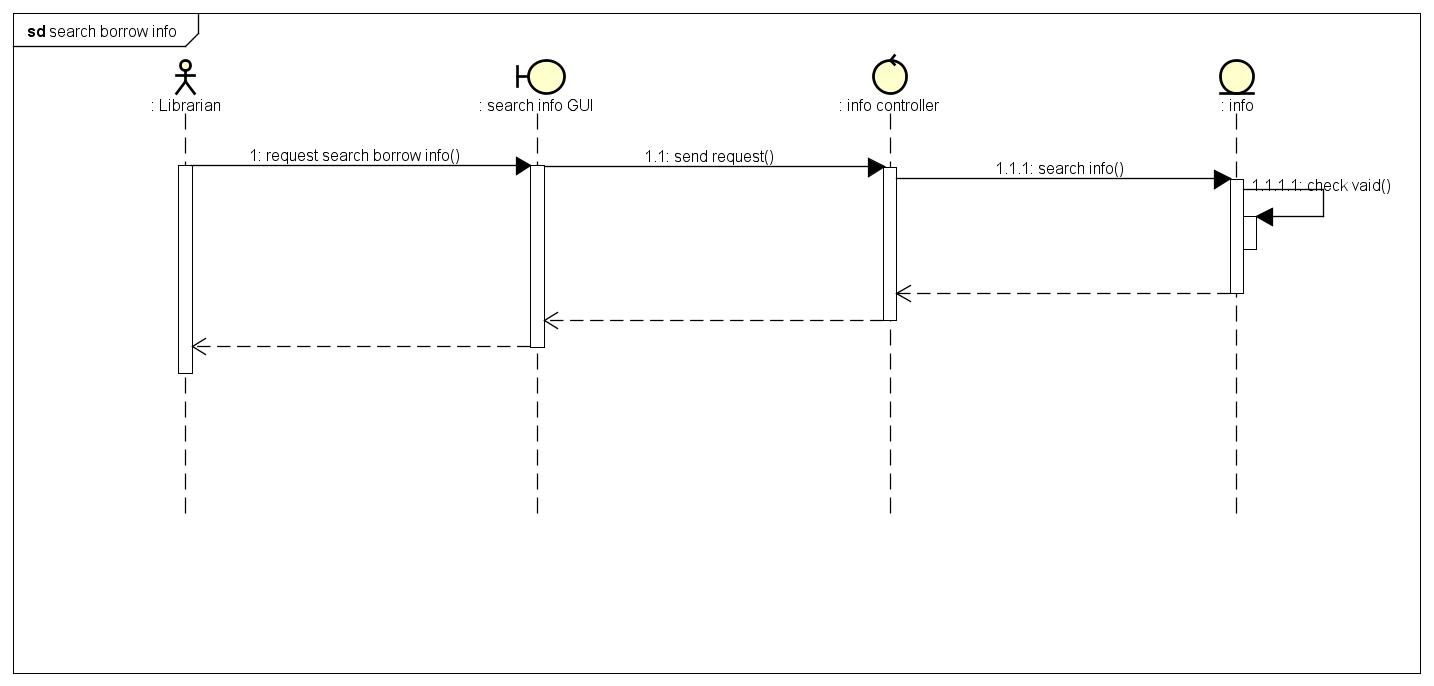 sd search borrow info
: Librarian
: search info GUI
: info controller
: info
1: request search borrow info()
1.1: send request()
1.1.1: search info()
1.1.1.1: check vaid()